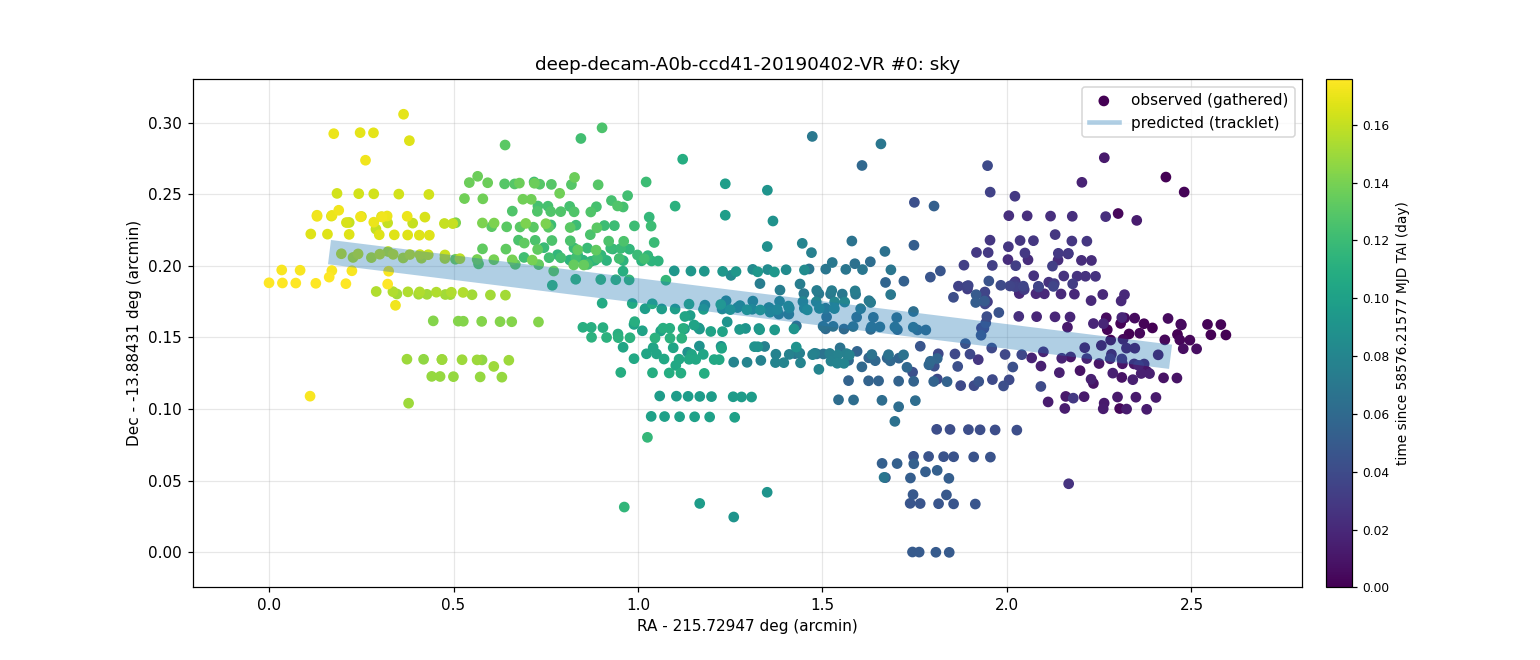 deep-decam-A0b-ccd41-20190402-VR #0: sky
observed (gathered)
predicted (tracklet)
Dec - -13.88431 deg (arcmin)
0.30
0.25
0.20
0.15
0.10
0.05
0.00
0.0 0.5 1.0 1.5 2.0 2.5
RA - 215.72947 deg (arcmin)
0.16
0.14
0.12
0.10
0.08
0.06
0.04
0.02
0.00
time since 58576.215777 MJD TAI (day)